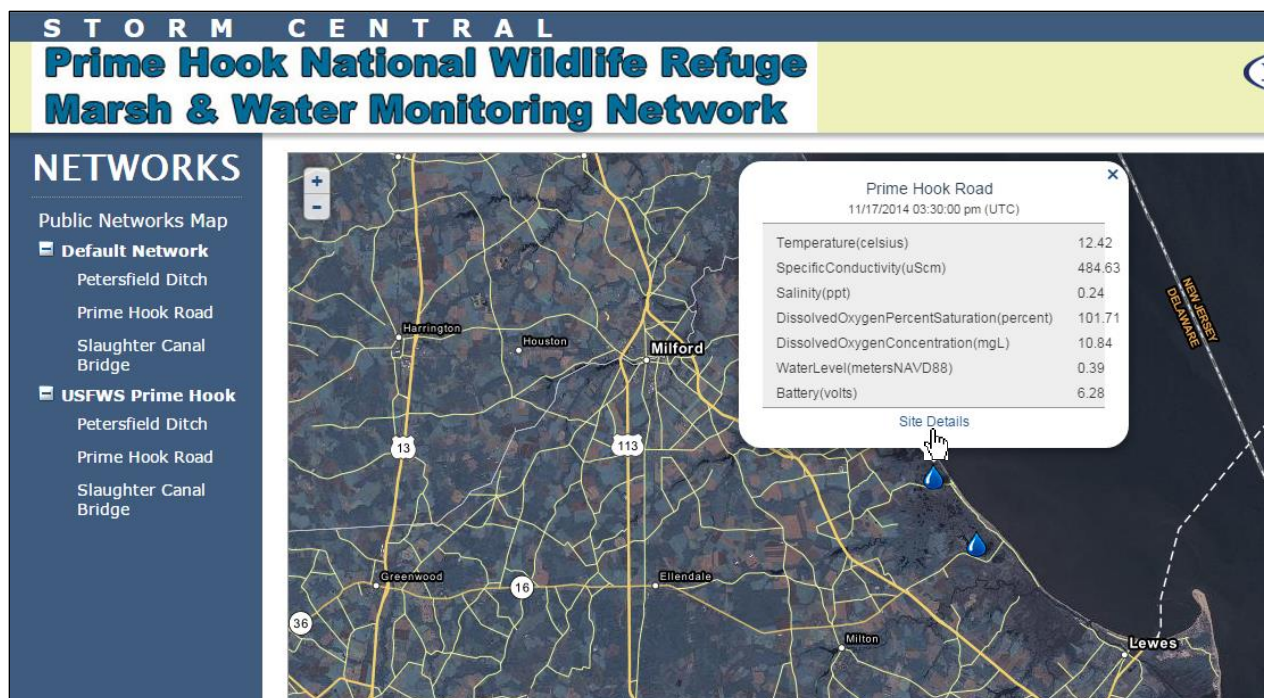 STORM CENTRAL
Prime Hook National Wildlife Refuge
Marsh & Water Monitoring Network
NETWORKS
Public Networks Map
Default Network
Petersfield Ditch
Prime Hook Road
Slaughter Canal
Bridge
USFWS Prime Hook
Petersfield Ditch
Prime Hook Road
Slaughter Canal
Bridge
+
-
Prime Hook Road
11/17/2014 03:30:00 pm (UTC)
Temperature(celsius) 12.42
SpecificConductivity(uScm) 484.63
Salinity(ppt) 0.24
DissolvedOxygenPercentSaturation(percent) 101.71
DissolvedOxygenConcentration(mgL) 10.84
WaterLevel(metersNAVD88) 0.39
Battery(volts) 6.28
Site Details
NEW JERSEY
DELAWARE
Harrington
Houston
Milford
13
113
Greenwood
16
Ellendale
36
Milton
Lewes